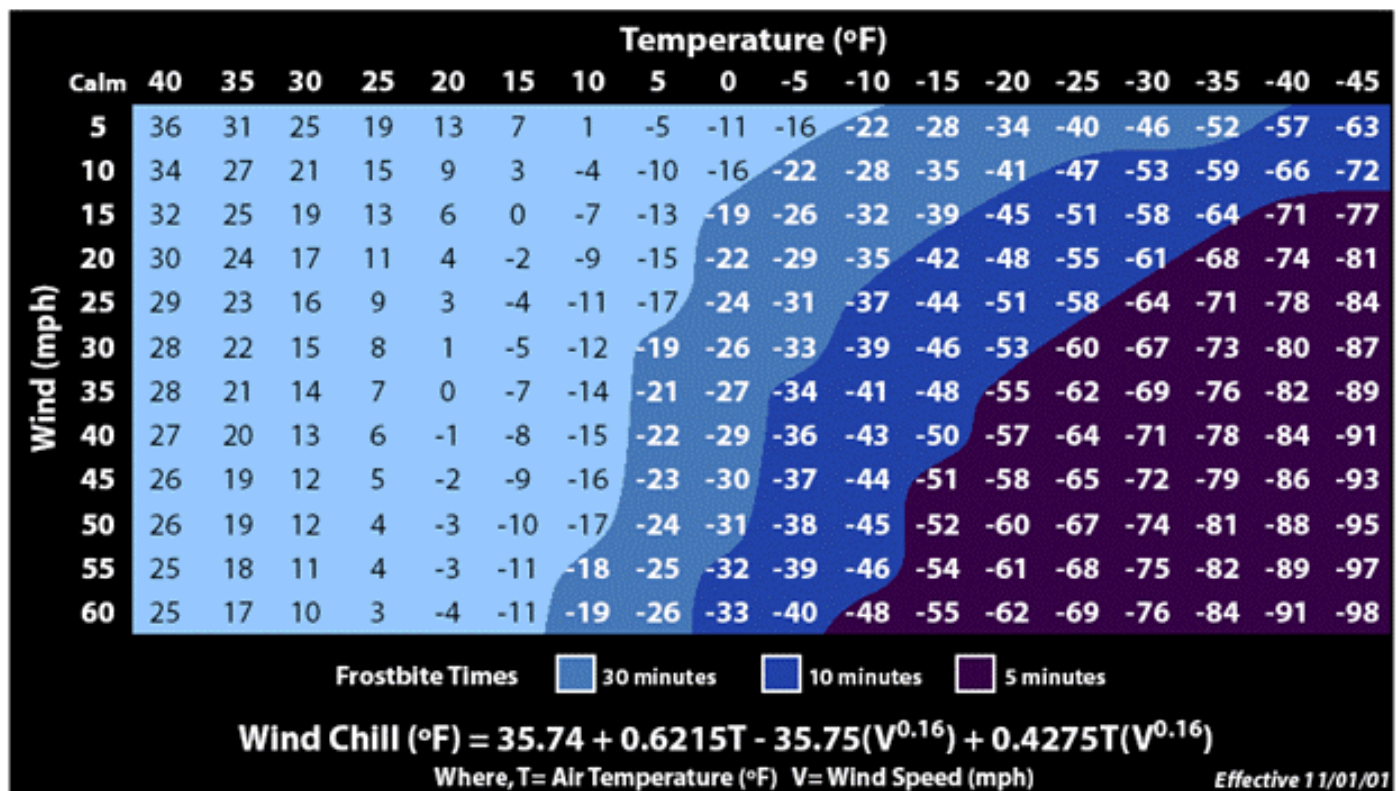 Temperature (ºF)
Calm 40 35 30 25 20 15 10 5 0 -5 -10 -15 -20 -25 -30 -35 -40 -45
5 36 31 25 19 13 7 1 -5 -11 -16 -22 -28 -34 -40 -46 -52 -57 -63
10 34 27 21 15 9 3 -4 -10 -16 -22 -28 -35 -41 -47 -53 -59 -66 -72
15 32 25 19 13 6 0 -7 -13 -19 -26 -32 -39 -45 -51 -58 -64 -71 -77
20 30 24 17 11 4 -2 -9 -15 -22 -29 -35 -42 -48 -55 -61 -68 -74 -81
25 29 23 16 9 3 -4 -11 -17 -24 -31 -37 -44 -51 -58 -64 -71 -78 -84
30 28 22 15 8 1 -5 -12 -19 -26 -33 -39 -46 -53 -60 -67 -73 -80 -87
35 28 21 14 7 0 -7 -14 -21 -27 -34 -41 -48 -55 -62 -69 -76 -82 -89
40 27 20 13 6 -1 -8 -15 -22 -29 -36 -43 -50 -57 -64 -71 -78 -84 -91
45 26 19 12 5 -2 -9 -16 -23 -30 -37 -44 -51 -58 -65 -72 -79 -86 -93
50 26 19 12 4 -3 -10 -17 -24 -31 -38 -45 -52 -60 -67 -74 -81 -88 -95
55 25 18 11 4 -3 -11 -18 -25 -32 -39 -46 -54 -61 -68 -75 -82 -89 -97
60 25 17 10 3 -4 -11 -19 -26 -33 -40 -48 -55 -62 -69 -76 -84 -91 -98
Wind (mph)
Frostbite Times 30 minutes 10 minutes 5 minutes
Wind Chill (ºF) = 35.74 + 0.6215T - 35.75(V^0.16) + 0.4275T(V^0.16)
Where, T= Air Temperature (ºF) V= Wind Speed (mph) Effective 11/01/01